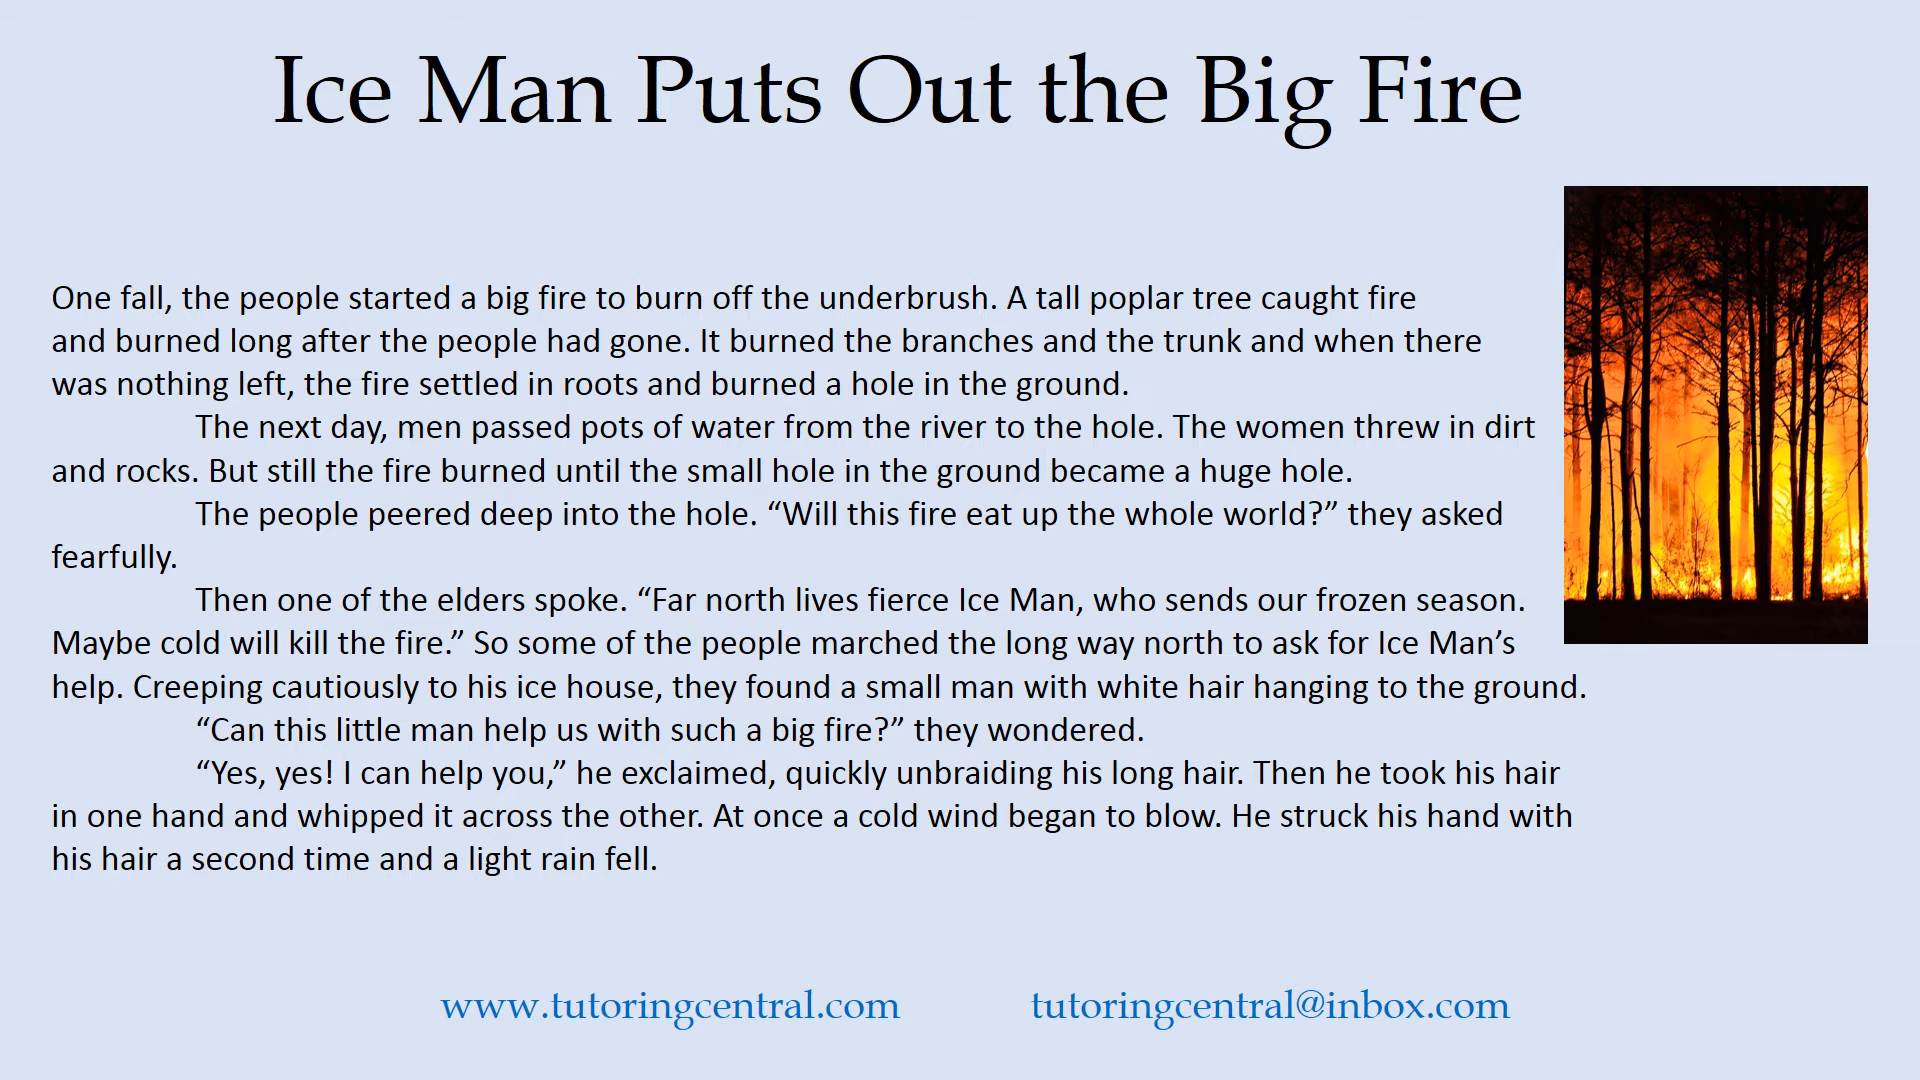 Ice Man Puts Out the Big Fire
One fall, the people started a big fire to burn off the underbrush. A tall poplar tree caught fire
and burned long after the people had gone. It burned the branches and the trunk and when there
was nothing left, the fire settled in roots and burned a hole in the ground.
The next day, men passed pots of water from the river to the hole. The women threw in dirt
and rocks. But still the fire burned until the small hole in the ground became a huge hole.
The people peered deep into the hole. “Will this fire eat up the whole world?” they asked
fearfully.
Then one of the elders spoke. “Far north lives fierce Ice Man, who sends our frozen season.
Maybe cold will kill the fire.” So some of the people marched the long way north to ask for Ice Man’s
help. Creeping cautiously to his ice house, they found a small man with white hair hanging to the ground.
“Can this little man help us with such a big fire?” they wondered.
“Yes, yes! I can help you,” he exclaimed, quickly unbraiding his long hair. Then he took his hair
in one hand and whipped it across the other. At once a cold wind began to blow. He struck his hand with
his hair a second time and a light rain fell.
www.tutoringcentral.com tutoringcentral@inbox.com